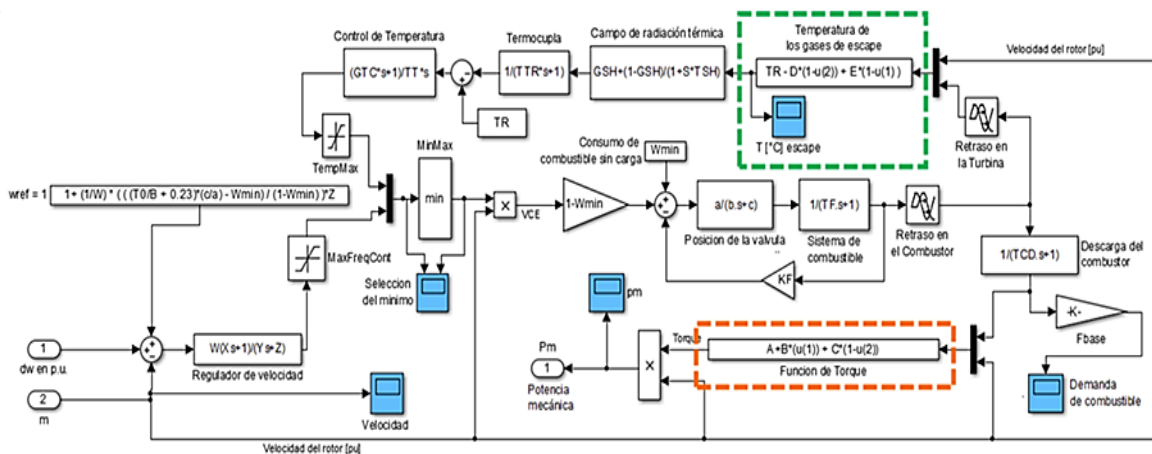 Control de Temperatura
(GTC*s+1)/TT*s
Termocupla
1/(TTR*s+1)
Campo de radiación térmica
GSH+(1-GSH)/(1+S*TSH)
Temperatura de
los gases de escape
TR - D*(1-u(2)) + E*(1-u(1) )
Velocidad del rotor [pu]
TR
T [°C] escape
Retraso en
la Turbina
TempMax
MinMax
min
Consumo de
combustible sin carga
Wmin
wref = 1
1+ (1/W) * ( ( ( (T0/B + 0.23)*(c/a) - Wmin) / (1-Wmin) )*Z
VCE
1-Wmin
a/(b.s+c)
Posicion de la valvula
1/(TF.s+1)
Sistema de
combustible
Retraso en
el Combustor
MaxFreqCont
Seleccion
del minimo
KF
1/(TCD.s+1)
Descarga del
combustor
pm
-K-
Fbase
1
dw en p.u.
W(Xs+1)/(Ys+Z)
Regulador de velocidad
Pm
1
Potencia
mecánica
Torque
A+B*(u(1)) + C*(1-u(2))
Funcion de Torque
2
m
Velocidad
Demanda
de combustible
Velocidad del rotor [pu]